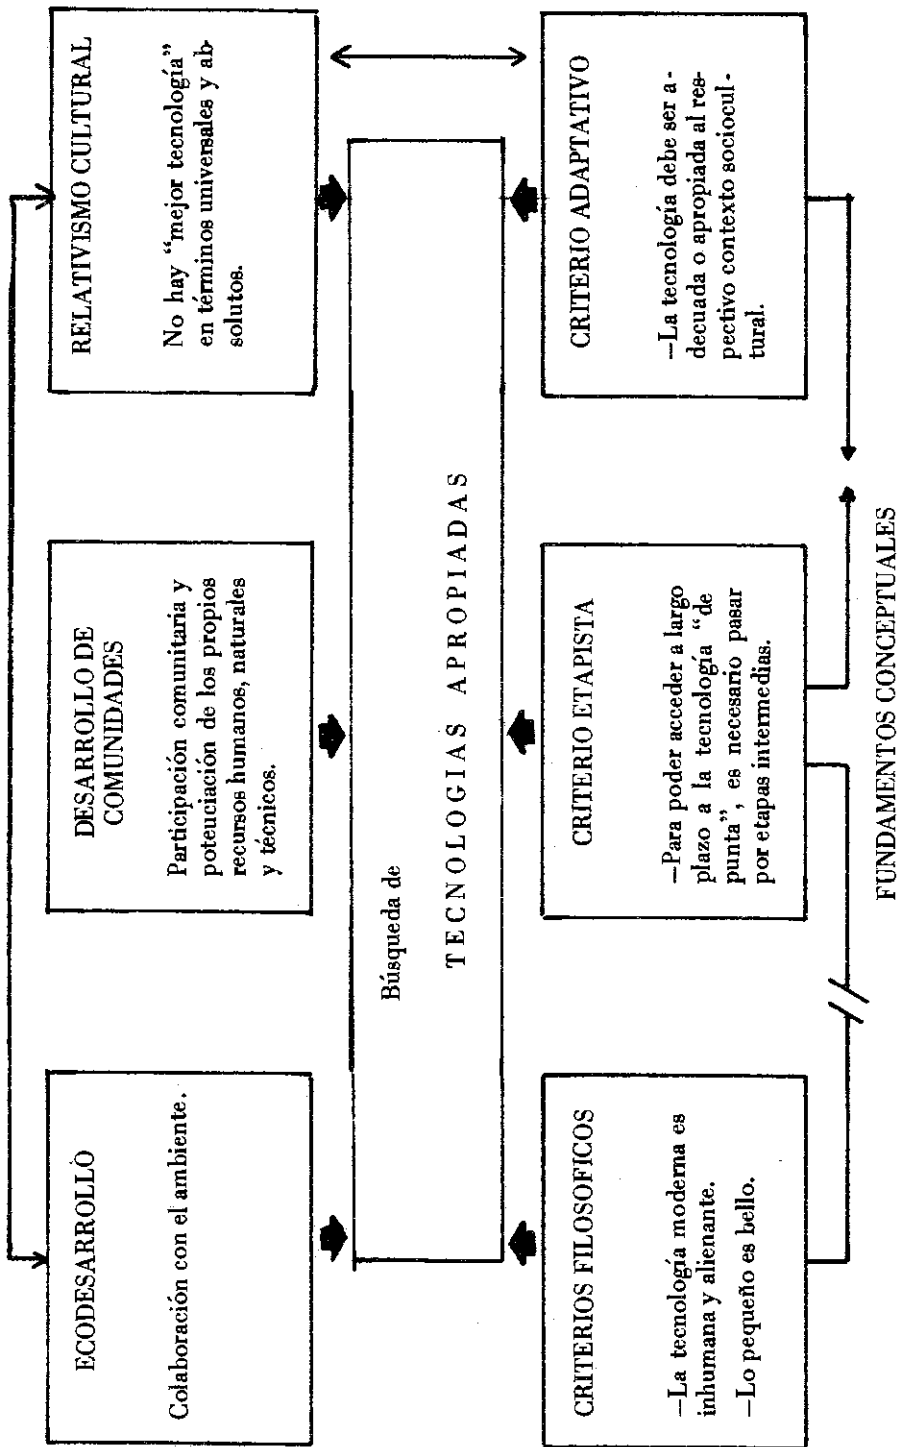 ECODESARROLLO
Colaboración con el ambiente.
DESARROLLO DE
COMUNIDADES
Participación comunitaria y
poteuciación de los propios
recursos humanos, naturales
y técnicos.
RELATIVISMO CULTURAL
No hay “mejor tecnología”
en términos universales y ab-
solutos.
Búsqueda de
TECNOLOGIAS APROPIADAS
CRITERIOS FILOSOFICOS
—La tecnología moderna es
inhumana y alienante.
—Lo pequeño es bello.
CRITERIO ETAPISTA
—Para poder acceder a largo
plazo a la tecnología “de
punta”, es necesario pasar
por etapas intermedias.
CRITERIO ADAPTATIVO
—La tecnología debe ser a-
decuada o apropiada al res-
pectivo contexto sociocul-
tural.
FUNDAMENTOS CONCEPTUALES